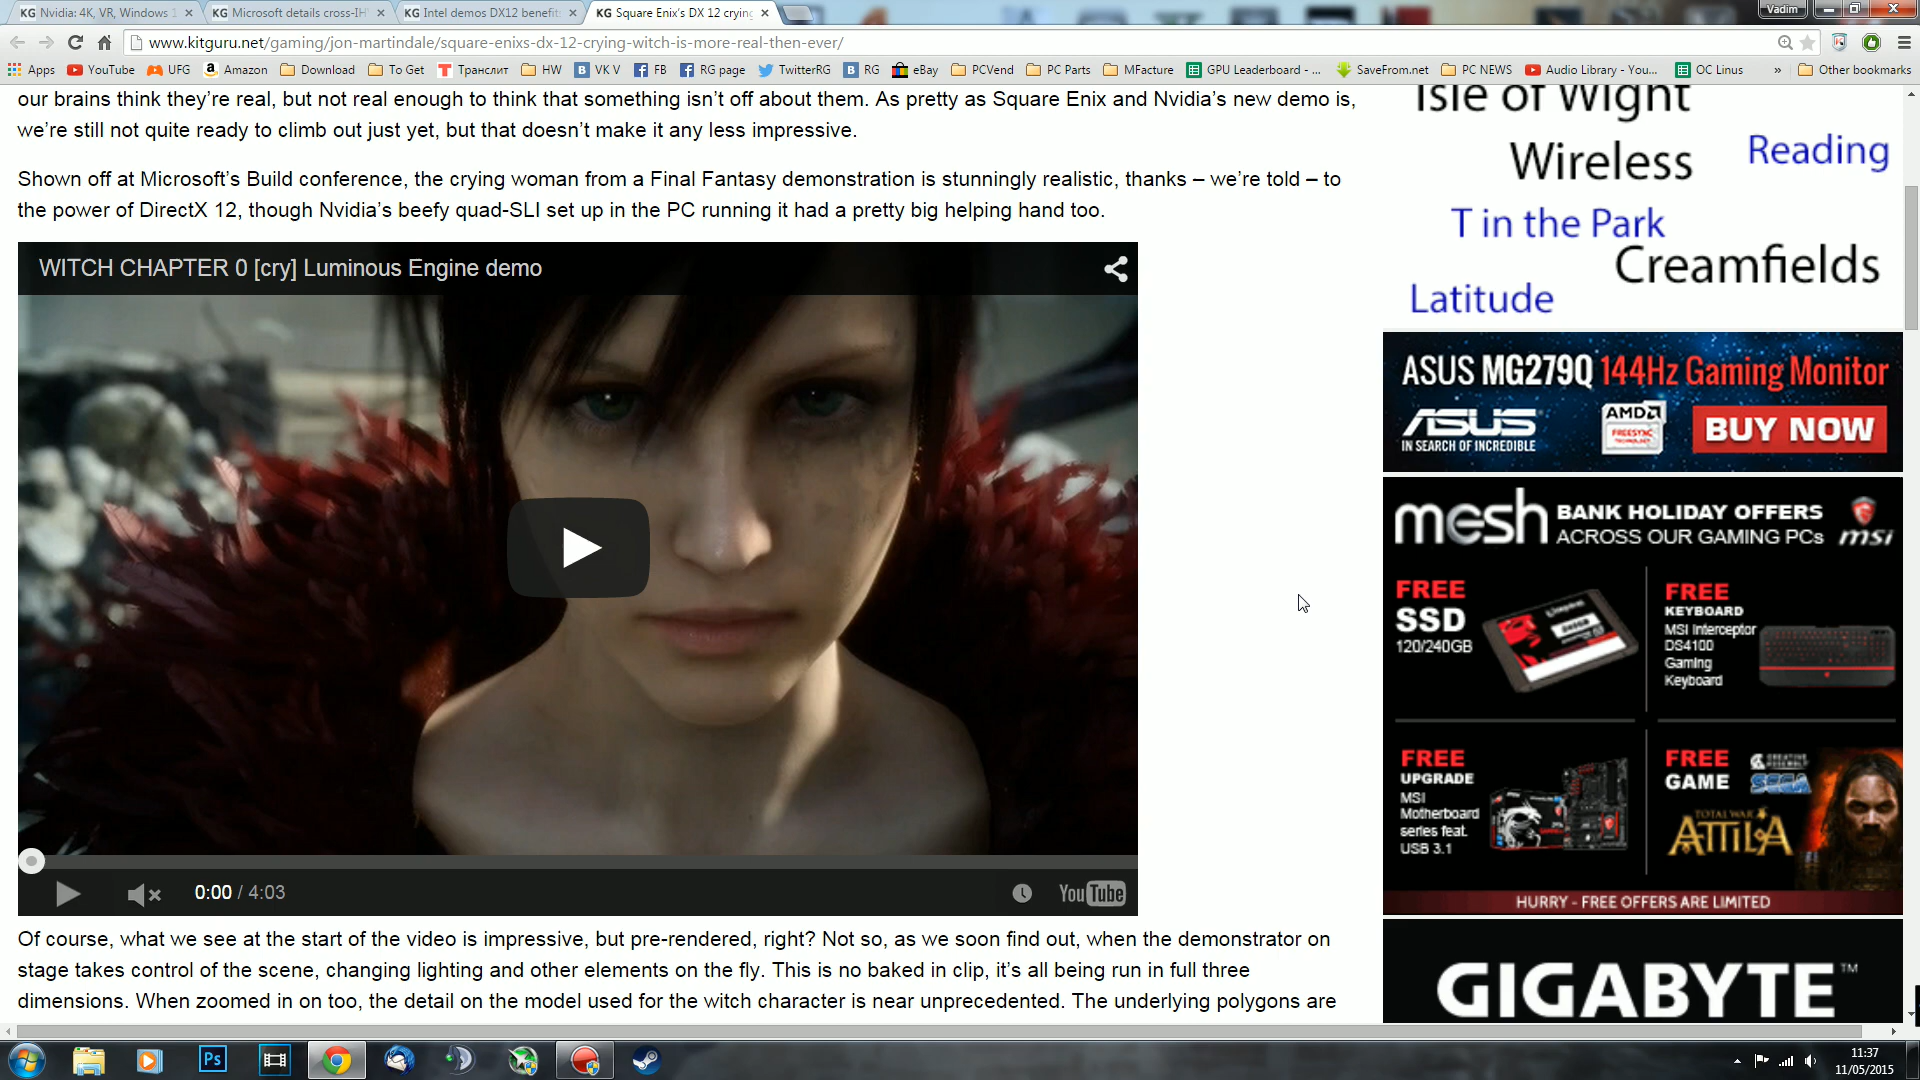 KG Nvidia: 4K, VR, Windows 1
KG Microsoft details cross-IH
KG Intel demos DX12 benefit
KG Square Enix's DX 12 crying
Vadim
www.kitguru.net/gaming/jon-martindale/square-enixs-dx-12-crying-witch-is-more-real-then-ever/
Apps YouTube UFG Amazon Download To Get Транслит HW VK V FB RG page TwitterRG RG eBay PCVend PC Parts MFacture GPU Leaderboard - ... SaveFrom.net PC NEWS Audio Library - You... OC Linus » Other bookmarks
our brains think they're real, but not real enough to think that something isn't off about them. As pretty as Square Enix and Nvidia's new demo is,
we're still not quite ready to climb out just yet, but that doesn't make it any less impressive.
Shown off at Microsoft's Build conference, the crying woman from a Final Fantasy demonstration is stunningly realistic, thanks – we're told – to
the power of DirectX 12, though Nvidia's beefy quad-SLI set up in the PC running it had a pretty big helping hand too.
WITCH CHAPTER 0 [cry] Luminous Engine demo
0:00 / 4:03
YouTube
Of course, what we see at the start of the video is impressive, but pre-rendered, right? Not so, as we soon find out, when the demonstrator on
stage takes control of the scene, changing lighting and other elements on the fly. This is no baked in clip, it's all being run in full three
dimensions. When zoomed in on too, the detail on the model used for the witch character is near unprecedented. The underlying polygons are
Isle of Wight
Wireless
Reading
T in the Park
Creamfields
Latitude
ASUS MG279Q 144Hz Gaming Monitor
ASUS
IN SEARCH OF INCREDIBLE
AMD
FREESYNC
TECHNOLOGY
BUY NOW
mesh
BANK HOLIDAY OFFERS
ACROSS OUR GAMING PCs
msi
FREE
SSD
120/240GB
FREE
KEYBOARD
MSI Interceptor
DS4100
Gaming
Keyboard
FREE
UPGRADE
MSI
Motherboard
series feat.
USB 3.1
FREE
GAME
CREATIVE
ASSEMBLY
SEGA
TOTAL WAR
ATTILA
HURRY - FREE OFFERS ARE LIMITED
GIGABYTE™
Ps
11:37
11/05/2015